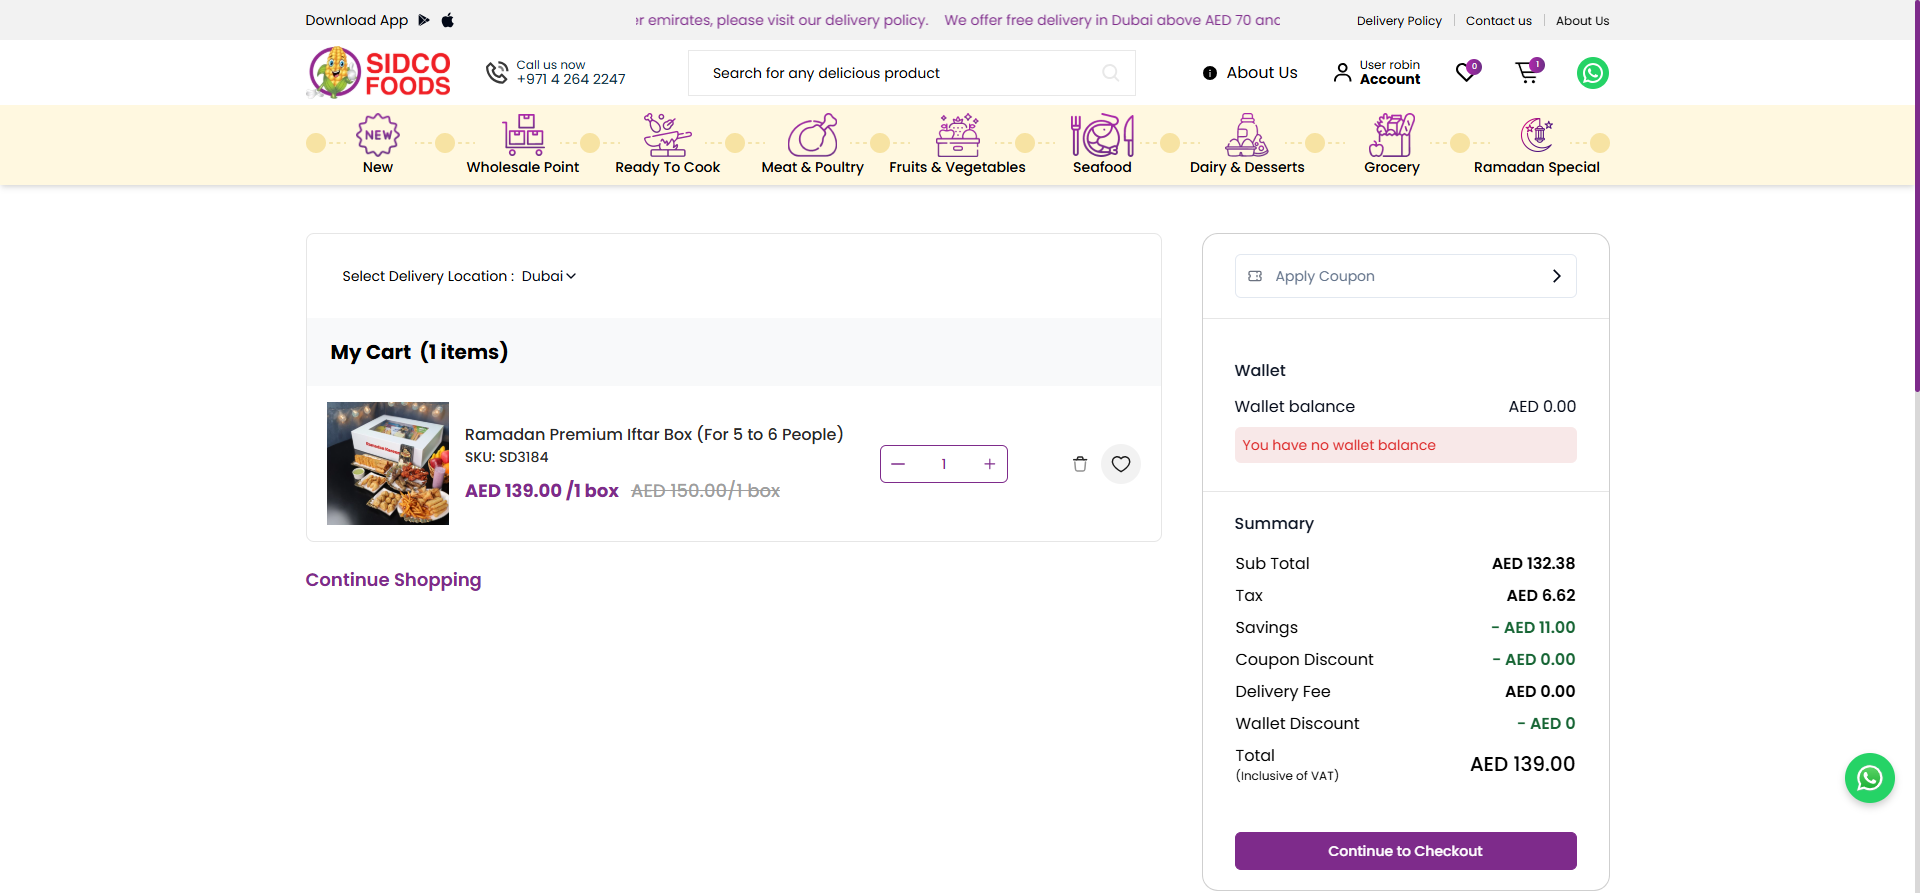 Download App
er emirates, please visit our delivery policy. We offer free delivery in Dubai above AED 70 and
Delivery Policy
Contact us
About Us
SIDCO FOODS
Call us now
+971 4 264 2247
Search for any delicious product
About Us
User robin
Account
0
1
NEW
New
Wholesale Point
Ready To Cook
Meat & Poultry
Fruits & Vegetables
Seafood
Dairy & Desserts
Grocery
Ramadan Special
Select Delivery Location : Dubai
My Cart (1 items)
Ramadan Premium Iftar Box (For 5 to 6 People)
SKU: SD3184
AED 139.00 /1 box AED 150.00/1 box
1
Continue Shopping
Apply Coupon
Wallet
Wallet balance AED 0.00
You have no wallet balance
Summary
Sub Total AED 132.38
Tax AED 6.62
Savings - AED 11.00
Coupon Discount - AED 0.00
Delivery Fee AED 0.00
Wallet Discount - AED 0
Total AED 139.00
(Inclusive of VAT)
Continue to Checkout